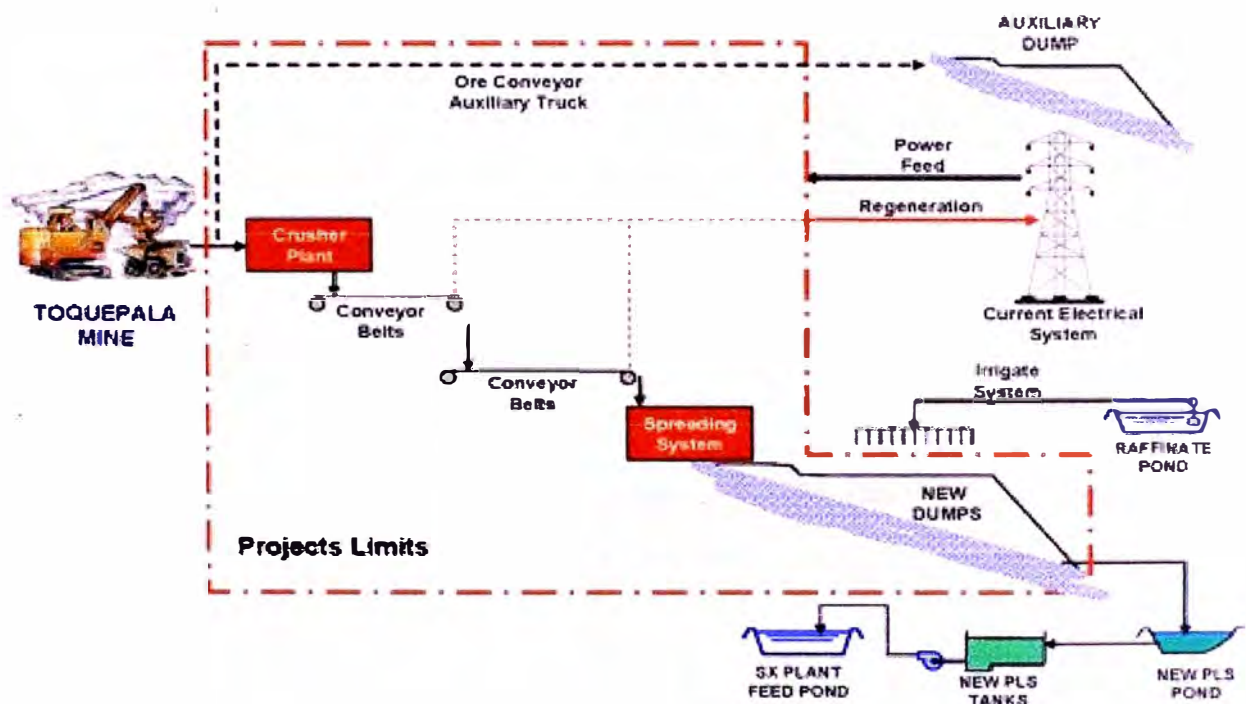 AUXILIARY
DUMP
Ore Conveyor
Auxiliary Truck
Power
Feed
Regeneration
Crusher
Plant
TOQUEPALA
MINE
Conveyor
Belts
Current Electrical
System
Conveyor
Belts
Irrigate
System
Spreading
System
RAFFINATE
POND
NEW
DUMPS
Projects Limits
SX PLANT
FEED POND
NEW PLS
TANKS
NEW PLS
POND